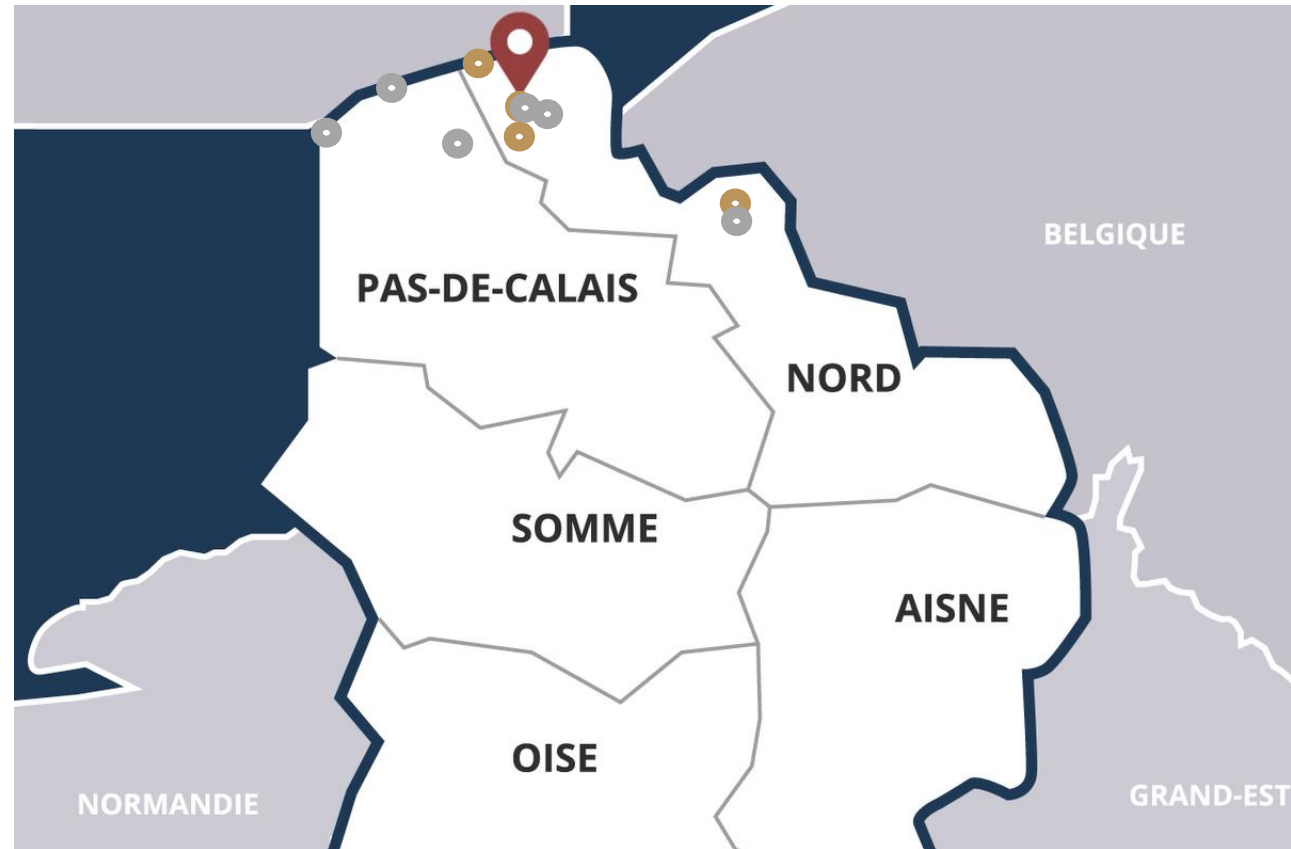 BELGIQUE
PAS-DE-CALAIS
NORD
SOMME
AISNE
OISE
NORMANDIE
GRAND-EST